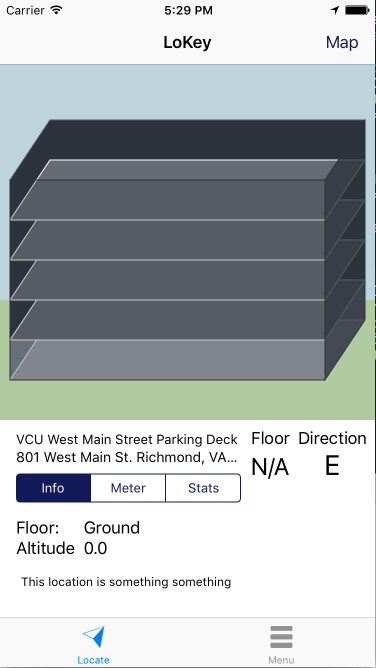 Carrier 5:29 PM
LoKey Map
VCU West Main Street Parking Deck
801 West Main St. Richmond, VA...
Floor Direction
N/A E
Info Meter Stats
Floor: Ground
Altitude 0.0
This location is something something
Locate Menu